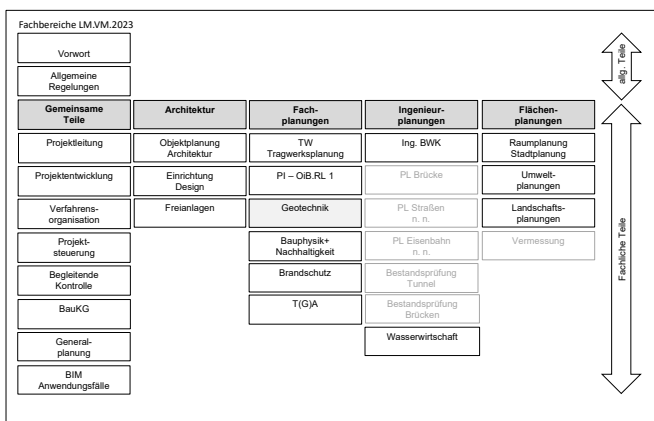 Fachbereiche LM.VM.2023
Vorwort
Allgemeine
Regelungen
allg. Teile
Gemeinsame
Teile
Architektur
Fach-
planungen
Ingenieur-
planungen
Flächen-
planungen
Projektleitung
Objektplanung
Architektur
TW
Tragwerksplanung
Ing. BWK
Raumplanung
Stadtplanung
Projektentwicklung
Einrichtung
Design
PI – OiB.RL 1
PL Brücke
Umwelt-
planungen
Verfahrens-
organisation
Freianlagen
Geotechnik
PL Straßen
n. n.
Landschafts-
planungen
Projekt-
steuerung
Bauphysik+
Nachhaltigkeit
PL Eisenbahn
n. n.
Vermessung
Begleitende
Kontrolle
Brandschutz
Bestandsprüfung
Tunnel
BauKG
T(G)A
Bestandsprüfung
Brücken
General-
planung
Wasserwirtschaft
BIM
Anwendungsfälle
Fachliche Teile